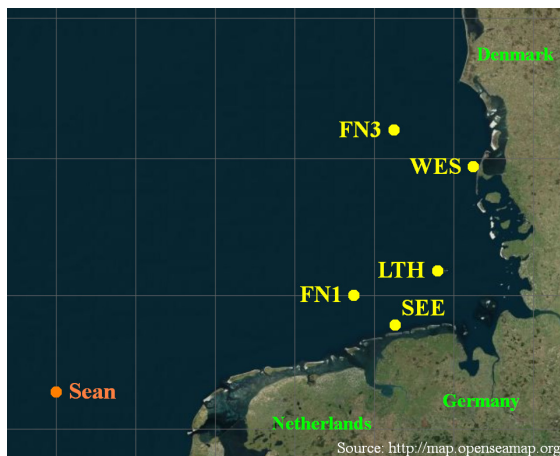 Denmark
FN3
WES
LTH
FN1
SEE
Sean
Germany
Netherlands
Source: http://map.openseamap.org